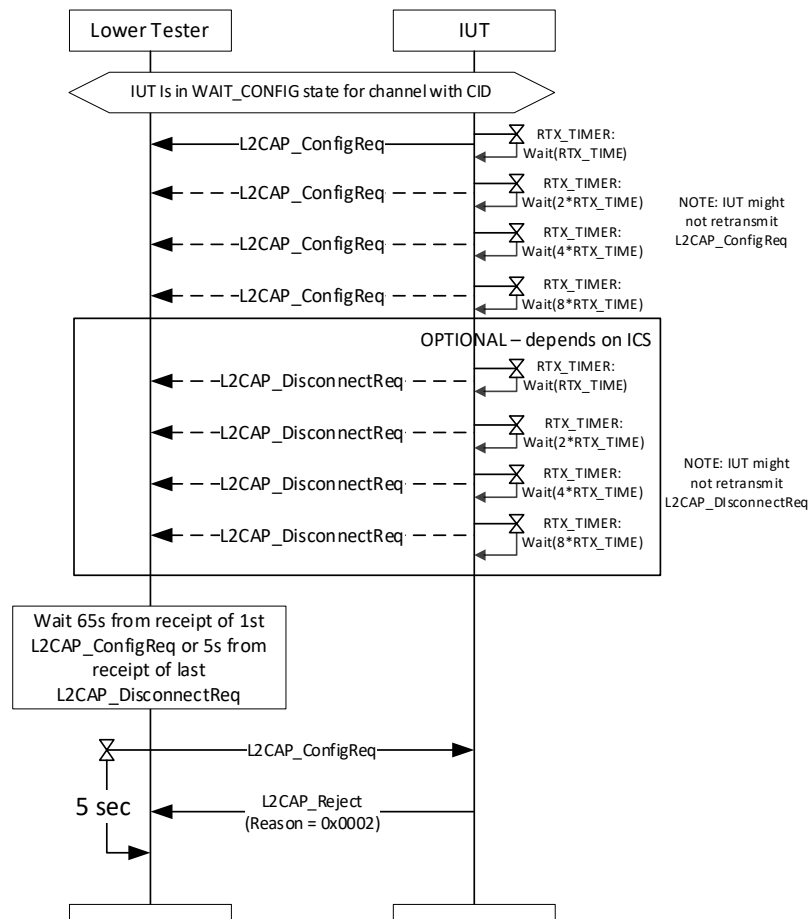 Lower Tester
IUT
IUT Is in WAIT_CONFIG state for channel with CID
L2CAP_ConfigReq
RTX_TIMER:
Wait(RTX_TIME)
L2CAP_ConfigReq
RTX_TIMER:
Wait(2*RTX_TIME)
L2CAP_ConfigReq
RTX_TIMER:
Wait(4*RTX_TIME)
L2CAP_ConfigReq
RTX_TIMER:
Wait(8*RTX_TIME)
NOTE: IUT might
not retransmit
L2CAP_ConfigReq
OPTIONAL – depends on ICS
L2CAP_DisconnectReq
RTX_TIMER:
Wait(RTX_TIME)
L2CAP_DisconnectReq
RTX_TIMER:
Wait(2*RTX_TIME)
L2CAP_DisconnectReq
RTX_TIMER:
Wait(4*RTX_TIME)
L2CAP_DisconnectReq
RTX_TIMER:
Wait(8*RTX_TIME)
NOTE: IUT might
not retransmit
L2CAP_DIsconnectReq
Wait 65s from receipt of 1st
L2CAP_ConfigReq or 5s from
receipt of last
L2CAP_DisconnectReq
L2CAP_ConfigReq
5 sec
L2CAP_Reject
(Reason = 0x0002)